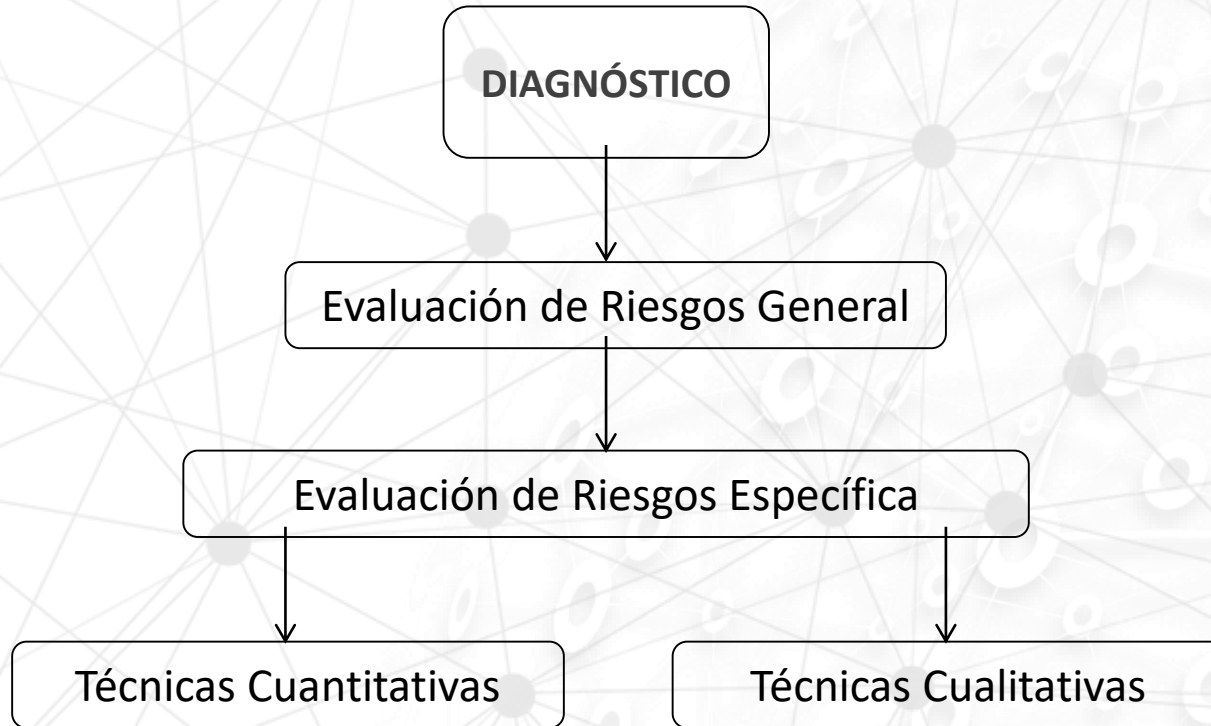 DIAGNÓSTICO
Evaluación de Riesgos General
Evaluación de Riesgos Específica
Técnicas Cuantitativas
Técnicas Cualitativas